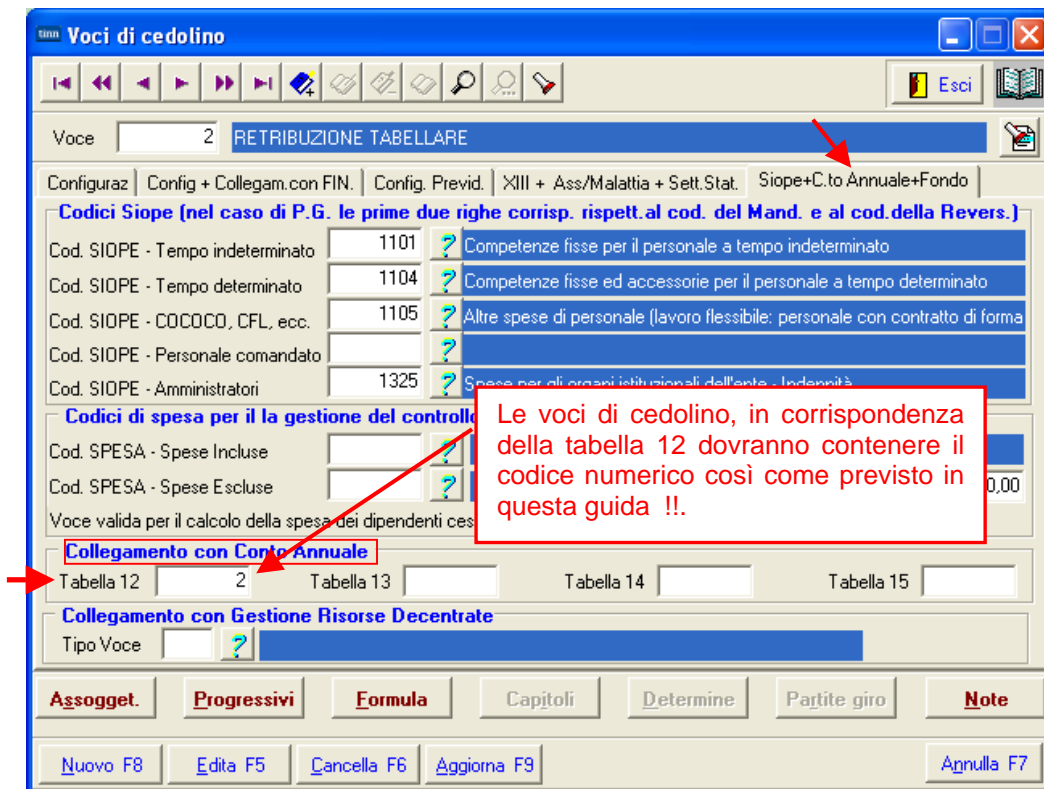 tinn Voci di cedolino
Esci
Voce 2 RETRIBUZIONE TABELLARE
Configuraz Config + Collegam.con FIN. Config. Previd. XIII + Ass/Malattia + Sett.Stat. Siope+C.to Annuale+Fondo
Codici Siope (nel caso di P.G. le prime due righe corrisp. rispett.al cod. del Mand. e al cod.della Revers.)
Cod. SIOPE - Tempo indeterminato 1101 ? Competenze fisse per il personale a tempo indeterminato
Cod. SIOPE - Tempo determinato 1104 ? Competenze fisse ed accessorie per il personale a tempo determinato
Cod. SIOPE - COCOCO, CFL, ecc. 1105 ? Altre spese di personale (lavoro flessibile: personale con contratto di forma
Cod. SIOPE - Personale comandato ?
Cod. SIOPE - Amministratori 1325 ? Spese per gli organi istituzionali dell'ente - Indennità
Codici di spesa per il la gestione del controllo
Cod. SPESA - Spese Incluse ?
Cod. SPESA - Spese Escluse ? 0,00
Voce valida per il calcolo della spesa dei dipendenti ces
Le voci di cedolino, in corrispondenza
della tabella 12 dovranno contenere il
codice numerico così come previsto in
questa guida !!.
Collegamento con Conto Annuale
Tabella 12 2 Tabella 13 Tabella 14 Tabella 15
Collegamento con Gestione Risorse Decentrate
Tipo Voce ?
Assogget. Progressivi Formula Capitoli Determine Partite giro Note
Nuovo F8 Edita F5 Cancella F6 Aggiorna F9 Annulla F7